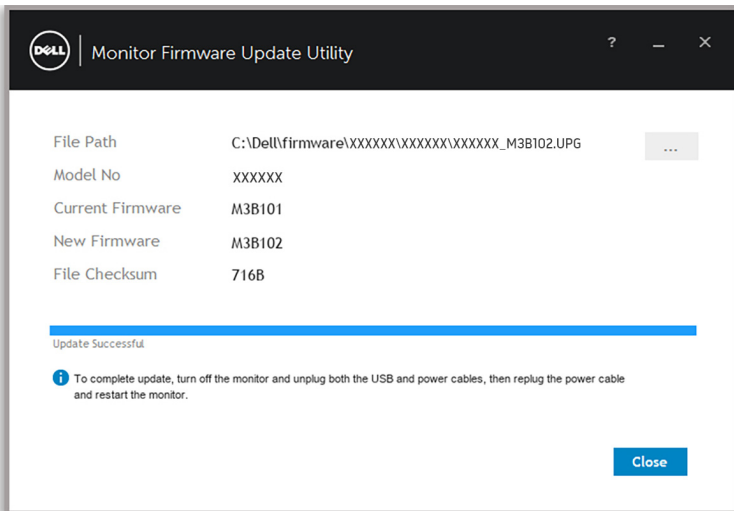 DELL
Monitor Firmware Update Utility
? _ ×
File Path C:\Dell\firmware\XXXXXX\XXXXXX\XXXXXX_M3B102.UPG ...
Model No XXXXXX
Current Firmware M3B101
New Firmware M3B102
File Checksum 716B
Update Successful
i To complete update, turn off the monitor and unplug both the USB and power cables, then replug the power cable
and restart the monitor.
Close